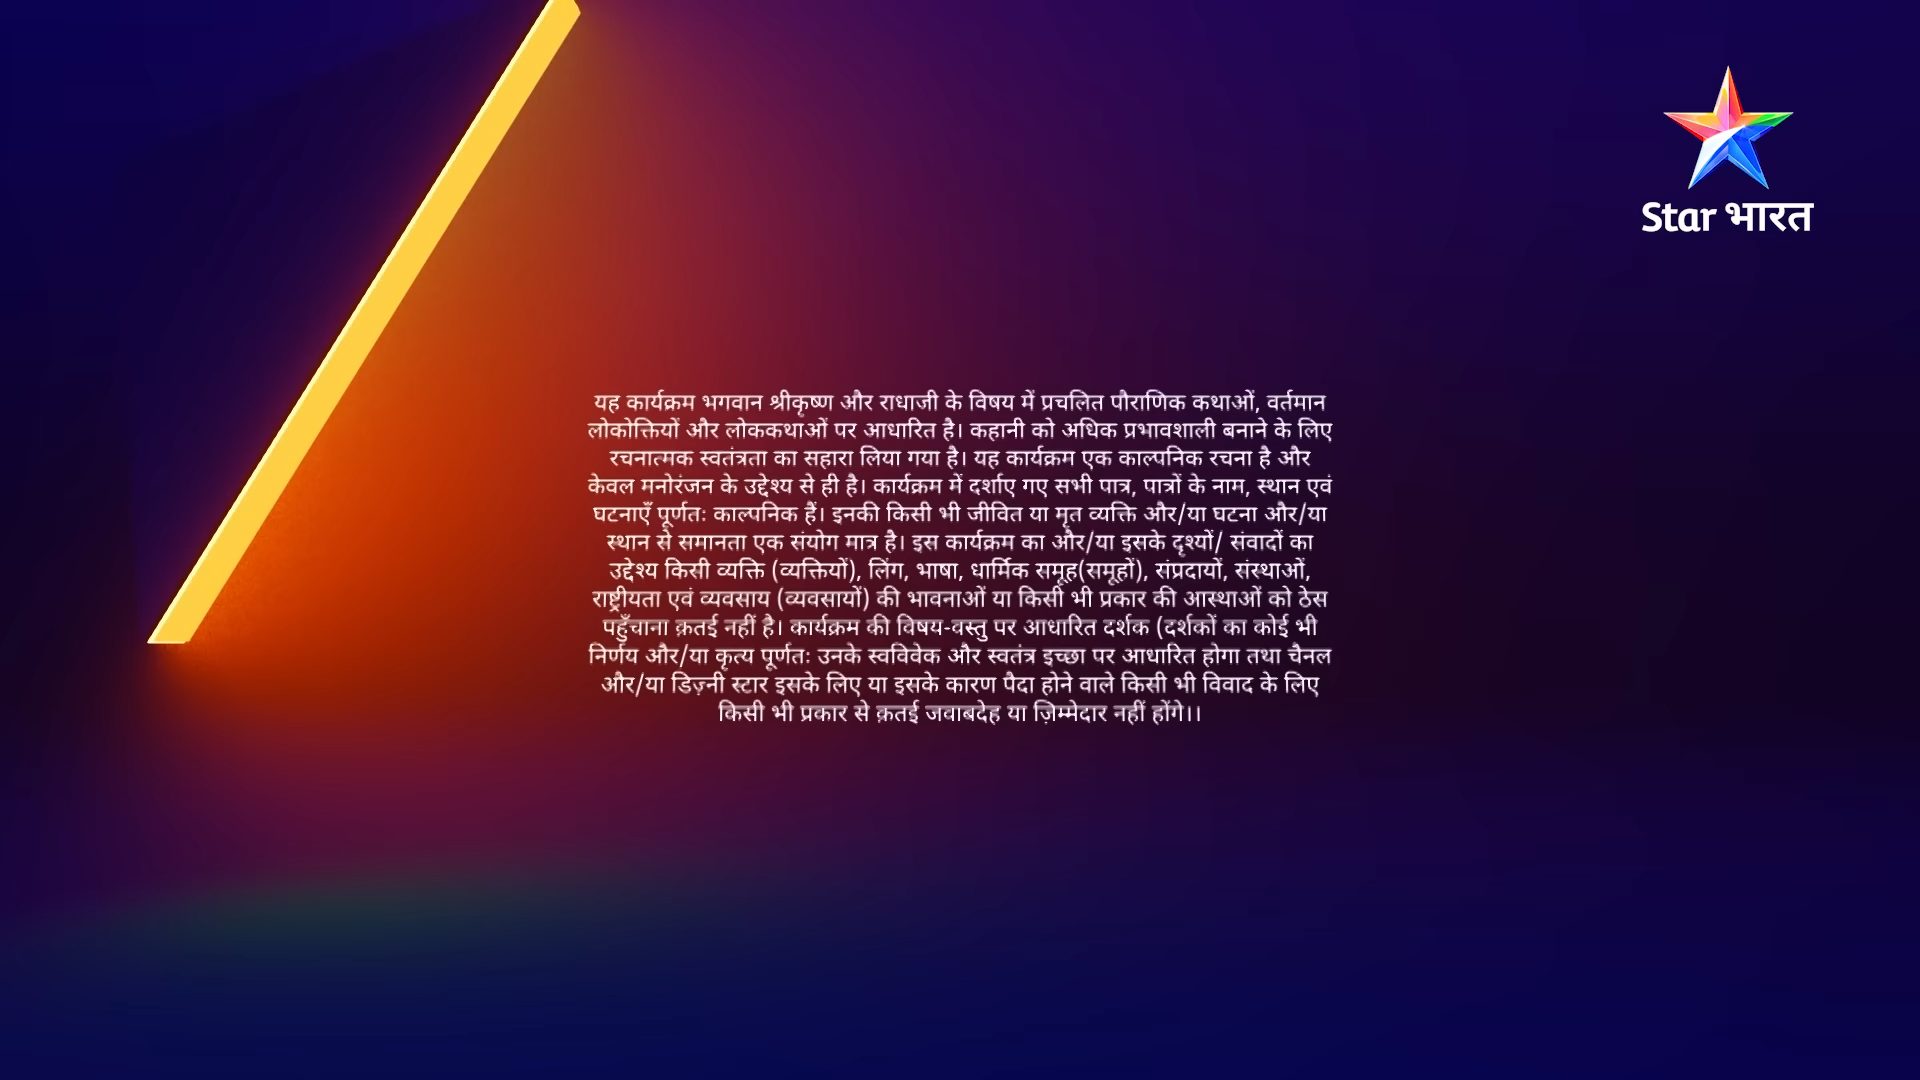 Star भारत
यह कार्यक्रम भगवान श्रीकृष्ण और राधाजी के विषय में प्रचलित पौराणिक कथाओं, वर्तमान
लोकोक्तियों और लोककथाओं पर आधारित है। कहानी को अधिक प्रभावशाली बनाने के लिए
रचनात्मक स्वतंत्रता का सहारा लिया गया है। यह कार्यक्रम एक काल्पनिक रचना है और
केवल मनोरंजन के उद्देश्य से ही है। कार्यक्रम में दर्शाए गए सभी पात्र, पात्रों के नाम, स्थान एवं
घटनाएँ पूर्णतः काल्पनिक हैं। इनकी किसी भी जीवित या मृत व्यक्ति और/या घटना और/या
स्थान से समानता एक संयोग मात्र है। इस कार्यक्रम का और/या इसके दृश्यों/ संवादों का
उद्देश्य किसी व्यक्ति (व्यक्तियों), लिंग, भाषा, धार्मिक समूह(समूहों), संप्रदायों, संस्थाओं,
राष्ट्रीयता एवं व्यवसाय (व्यवसायों) की भावनाओं या किसी भी प्रकार की आस्थाओं को ठेस
पहुँचाना क़तई नहीं है। कार्यक्रम की विषय-वस्तु पर आधारित दर्शक (दर्शकों का कोई भी
निर्णय और/या कृत्य पूर्णतः उनके स्वविवेक और स्वतंत्र इच्छा पर आधारित होगा तथा चैनल
और/या डिज़्नी स्टार इसके लिए या इसके कारण पैदा होने वाले किसी भी विवाद के लिए
किसी भी प्रकार से क़तई जवाबदेह या ज़िम्मेदार नहीं होंगे।।